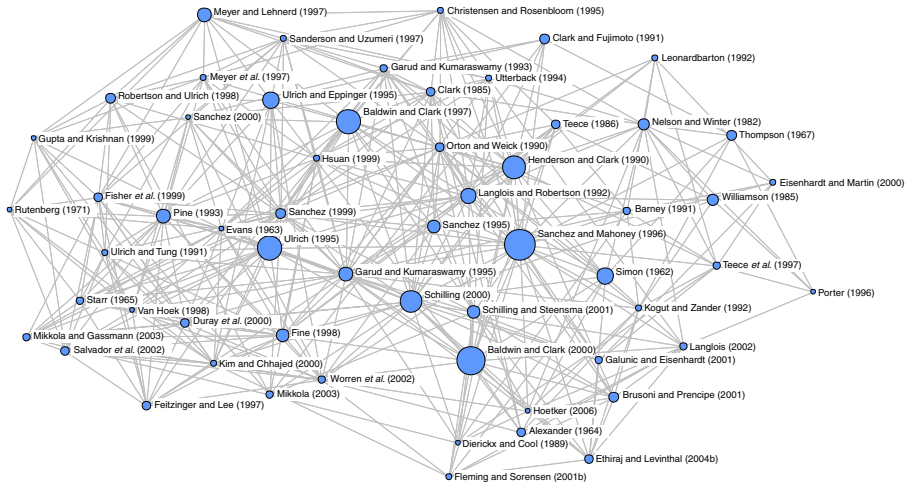 Meyer and Lehnerd (1997)
Christensen and Rosenbloom (1995)
Sanderson and Uzumeri (1997)
Clark and Fujimoto (1991)
Leonardbarton (1992)
Garud and Kumaraswamy (1993)
Meyer et al. (1997)
Utterback (1994)
Clark (1985)
Robertson and Ulrich (1998)
Ulrich and Eppinger (1995)
Baldwin and Clark (1997)
Sanchez (2000)
Teece (1986)
Nelson and Winter (1982)
Thompson (1967)
Gupta and Krishnan (1999)
Orton and Weick (1990)
Hsuan (1999)
Henderson and Clark (1990)
Eisenhardt and Martin (2000)
Fisher et al. (1999)
Langlois and Robertson (1992)
Williamson (1985)
Rutenberg (1971)
Pine (1993)
Sanchez (1999)
Barney (1991)
Evans (1963)
Sanchez (1995)
Sanchez and Mahoney (1996)
Ulrich (1995)
Ulrich and Tung (1991)
Teece et al. (1997)
Garud and Kumaraswamy (1995)
Simon (1962)
Porter (1996)
Starr (1965)
Schilling (2000)
Van Hoek (1998)
Schilling and Steensma (2001)
Kogut and Zander (1992)
Duray et al. (2000)
Mikkola and Gassmann (2003)
Fine (1998)
Langlois (2002)
Salvador et al. (2002)
Baldwin and Clark (2000)
Galunic and Eisenhardt (2001)
Kim and Chhajed (2000)
Worren et al. (2002)
Mikkola (2003)
Brusoni and Prencipe (2001)
Feitzinger and Lee (1997)
Hoetker (2006)
Alexander (1964)
Dierickx and Cool (1989)
Ethiraj and Levinthal (2004b)
Fleming and Sorensen (2001b)